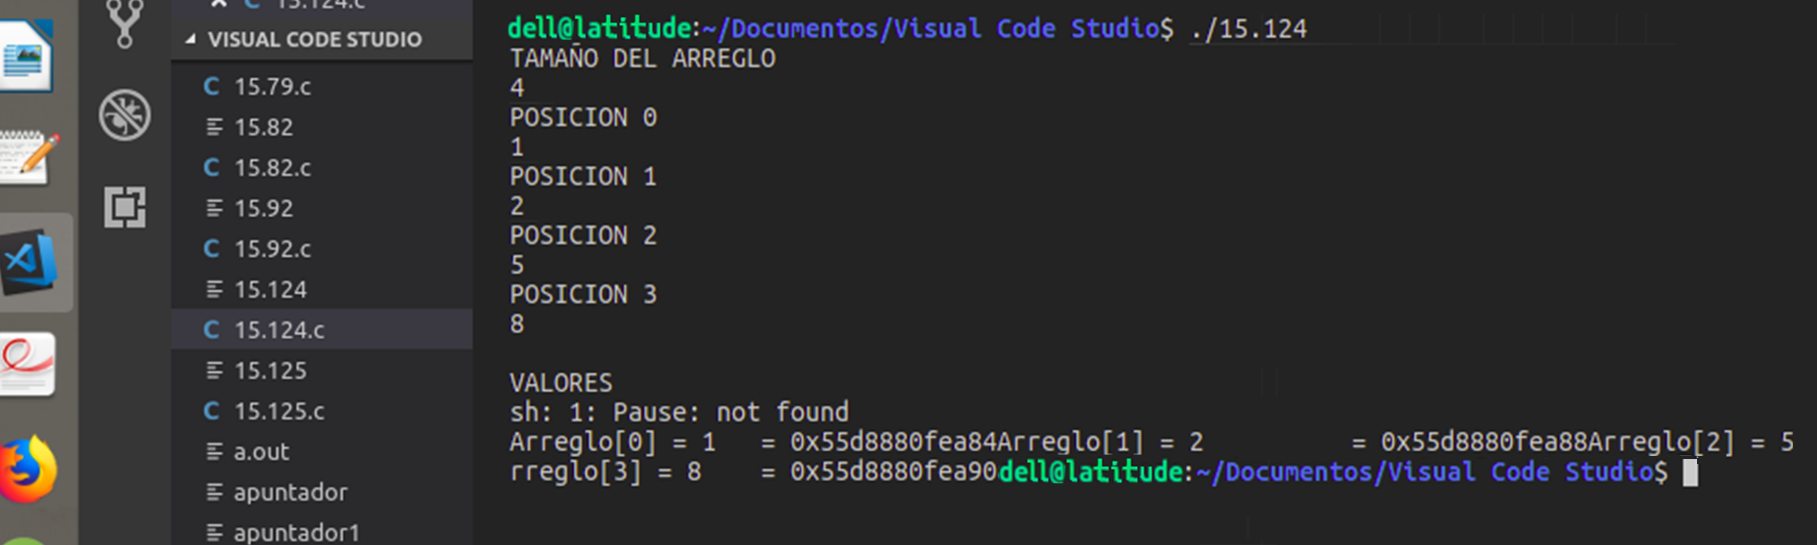 15.124.c
VISUAL CODE STUDIO
15.79.c
15.82
15.82.c
15.92
15.92.c
15.124
15.124.c
15.125
15.125.c
a.out
apuntador
apuntador1
dell@latitude:~/Documentos/Visual Code Studio$ ./15.124
TAMAÑO DEL ARREGLO
4
POSICION 0
1
POSICION 1
2
POSICION 2
5
POSICION 3
8
VALORES
sh: 1: Pause: not found
Arreglo[0] = 1   = 0x55d8880fea84Arreglo[1] = 2          = 0x55d8880fea88Arreglo[2] = 5
rreglo[3] = 8    = 0x55d8880fea90dell@latitude:~/Documentos/Visual Code Studio$